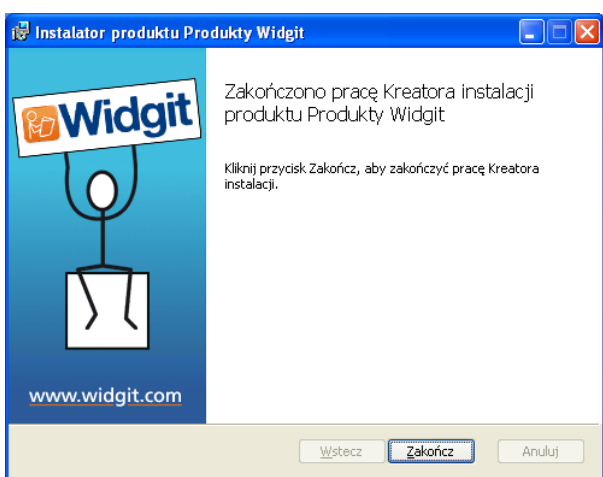 Instalator produktu Produkty Widgit
Widgit
Zakończono pracę Kreatora instalacji
produktu Produkty Widgit
Kliknij przycisk Zakończ, aby zakończyć pracę Kreatora
instalacji.
www.widgit.com
Wstecz
Zakończ
Anuluj